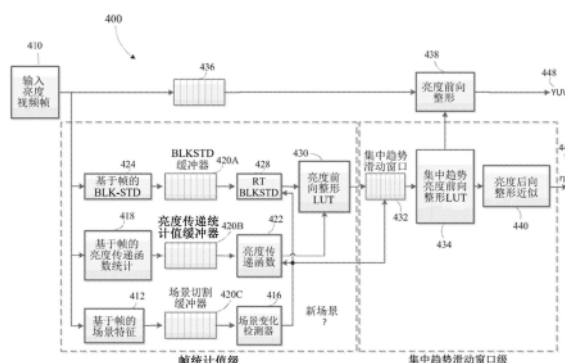 400
410
输入
亮度
视频帧
436
438
亮度前向
整形
448
YUV
BLKSTD
缓冲器
424
基于帧的
BLK-STD
420A
428
RT
BLKSTD
430
亮度前
向整形
LUT
集中趋势
滑动窗口
432
集中趋势
亮度前向
整形LUT
434
亮度后向
整形近似
440
418
基于帧的
亮度传递函
数统计
亮度传递统
计值缓冲器
420B
422
亮度传
递函数
412
基于帧的
场景特征
场景切割
缓冲器
420C
416
场景变化
检测器
新场景
?
帧统计值级
集中趋势滑动窗口级